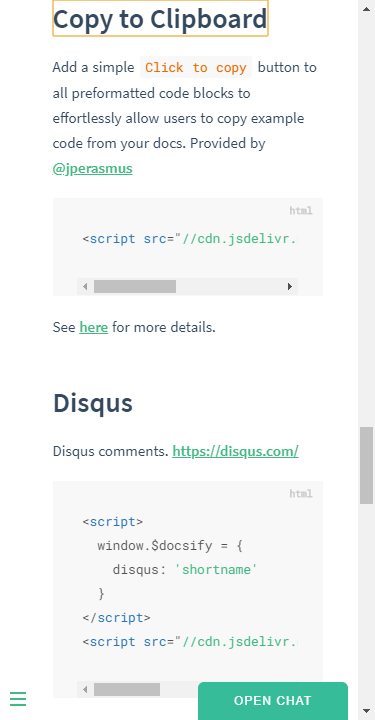 Copy to Clipboard
Add a simple Click to copy button to
all preformatted code blocks to
effortlessly allow users to copy example
code from your docs. Provided by
@jperasmus
html
<script src="//cdn.jsdelivr.
See here for more details.
Disqus
Disqus comments. https://disqus.com/
html
<script>
window.$docsify = {
disqus: 'shortname'
}
</script>
<script src="//cdn.jsdelivr.
OPEN CHAT